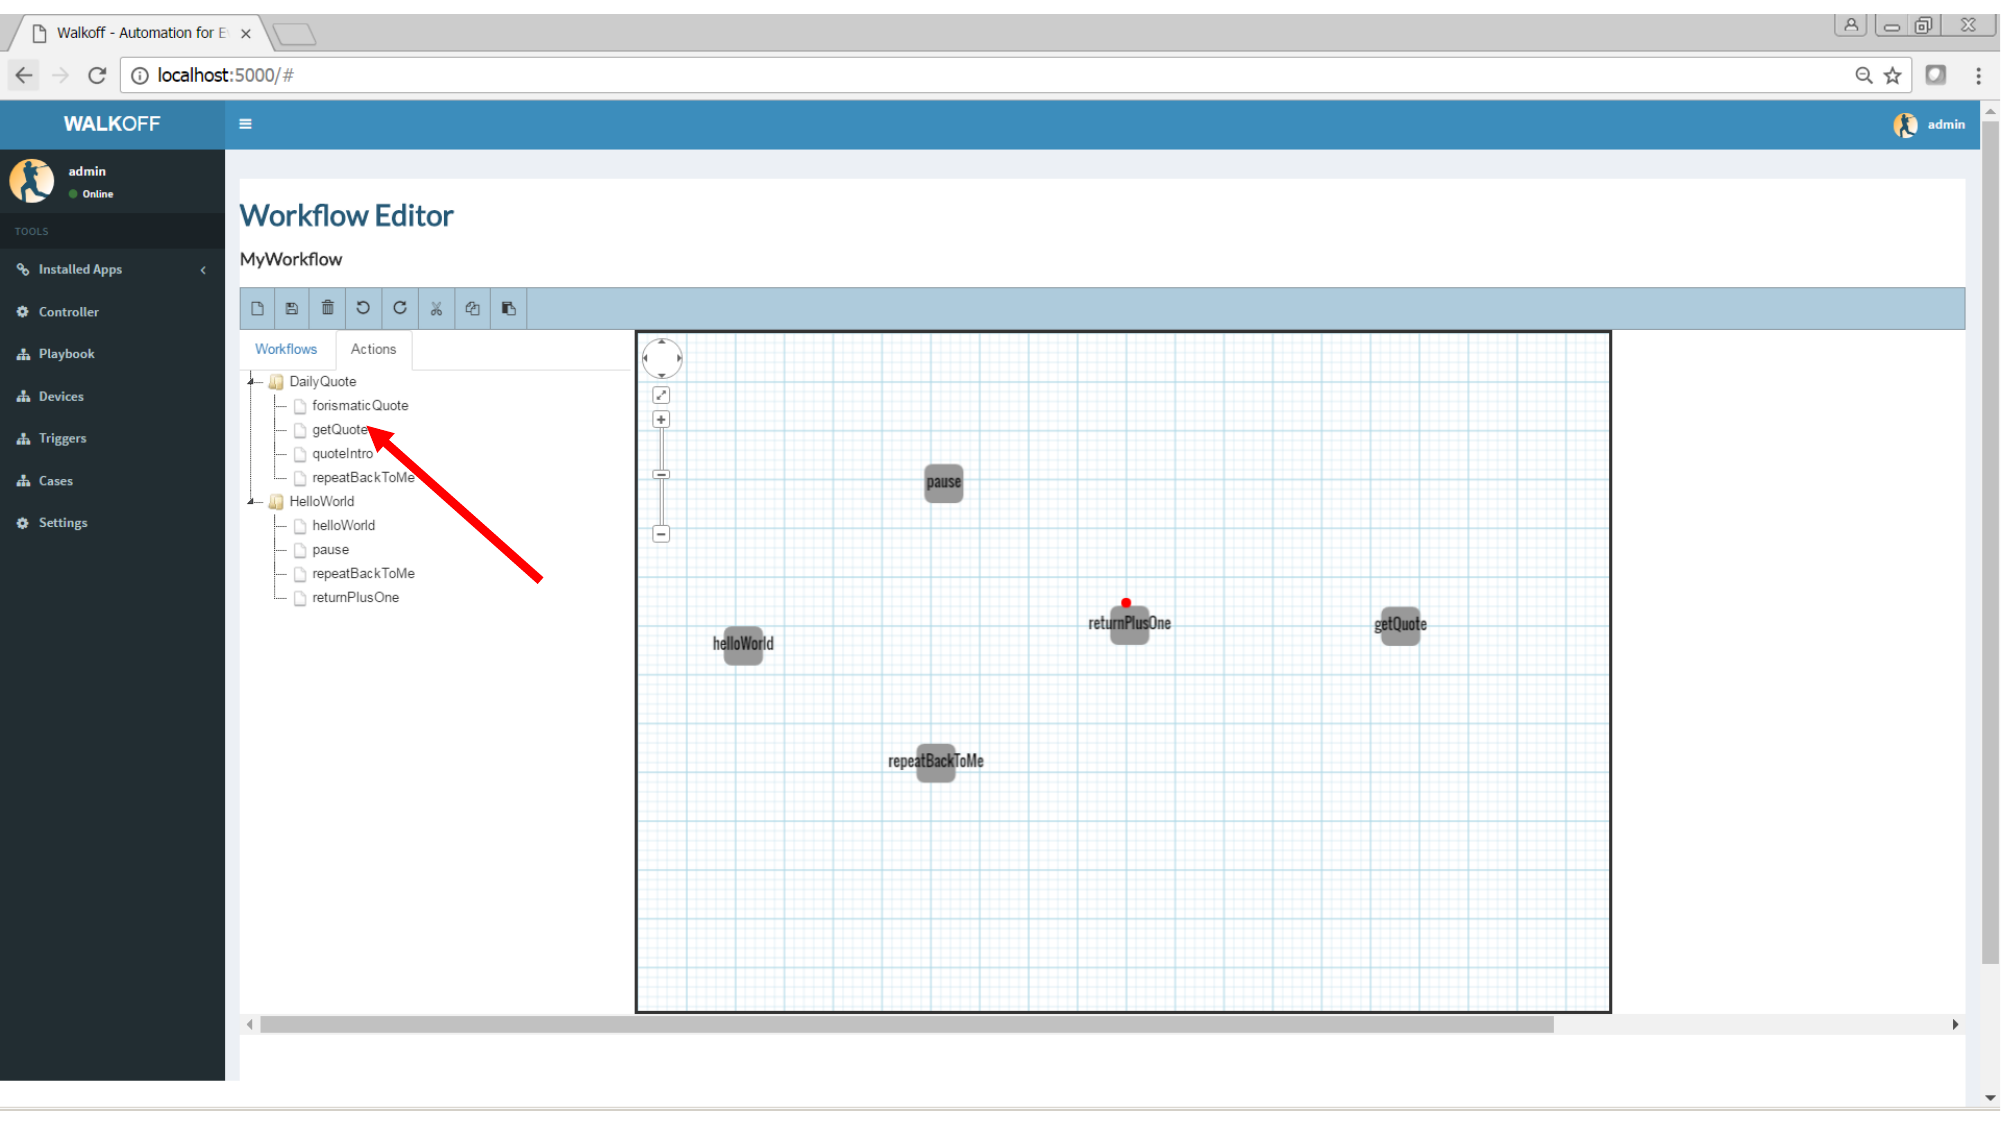 Walkoff - Automation for E
localhost:5000/#
WALKOFF
admin
admin
Online
TOOLS
Installed Apps
Controller
Playbook
Devices
Triggers
Cases
Settings
Workflow Editor
MyWorkflow
Workflows
Actions
DailyQuote
forismaticQuote
getQuote
quoteIntro
repeatBackToMe
HelloWorld
helloWorld
pause
repeatBackToMe
returnPlusOne
pause
returnPlusOne
getQuote
helloWorld
repeatBackToMe